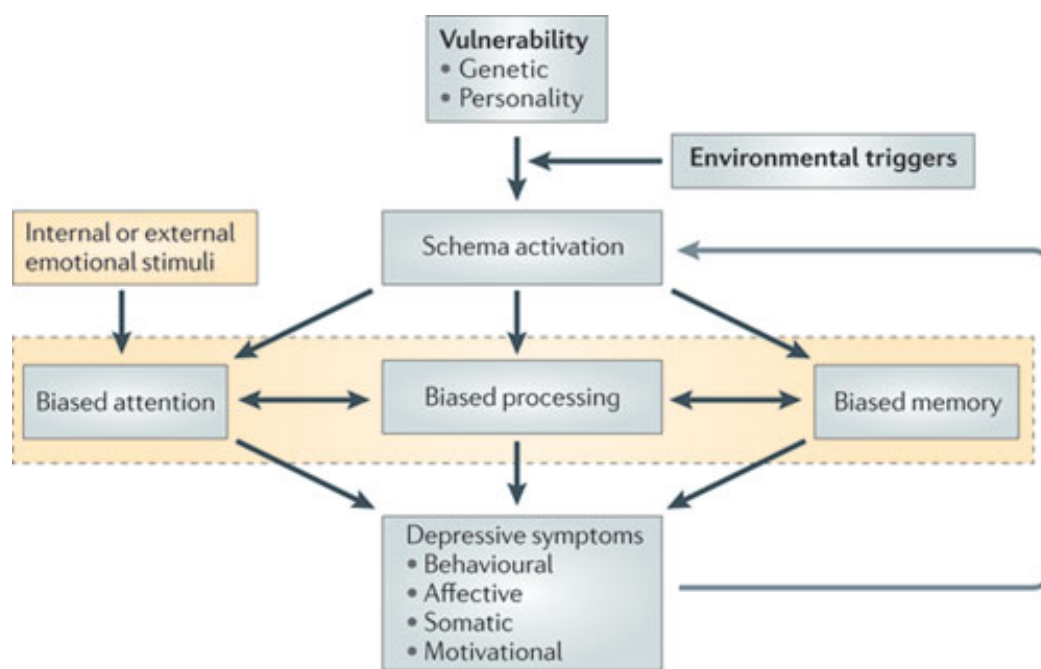 Vulnerability
• Genetic
• Personality
Environmental triggers
Internal or external
emotional stimuli
Schema activation
Biased attention
Biased processing
Biased memory
Depressive symptoms
• Behavioural
• Affective
• Somatic
• Motivational